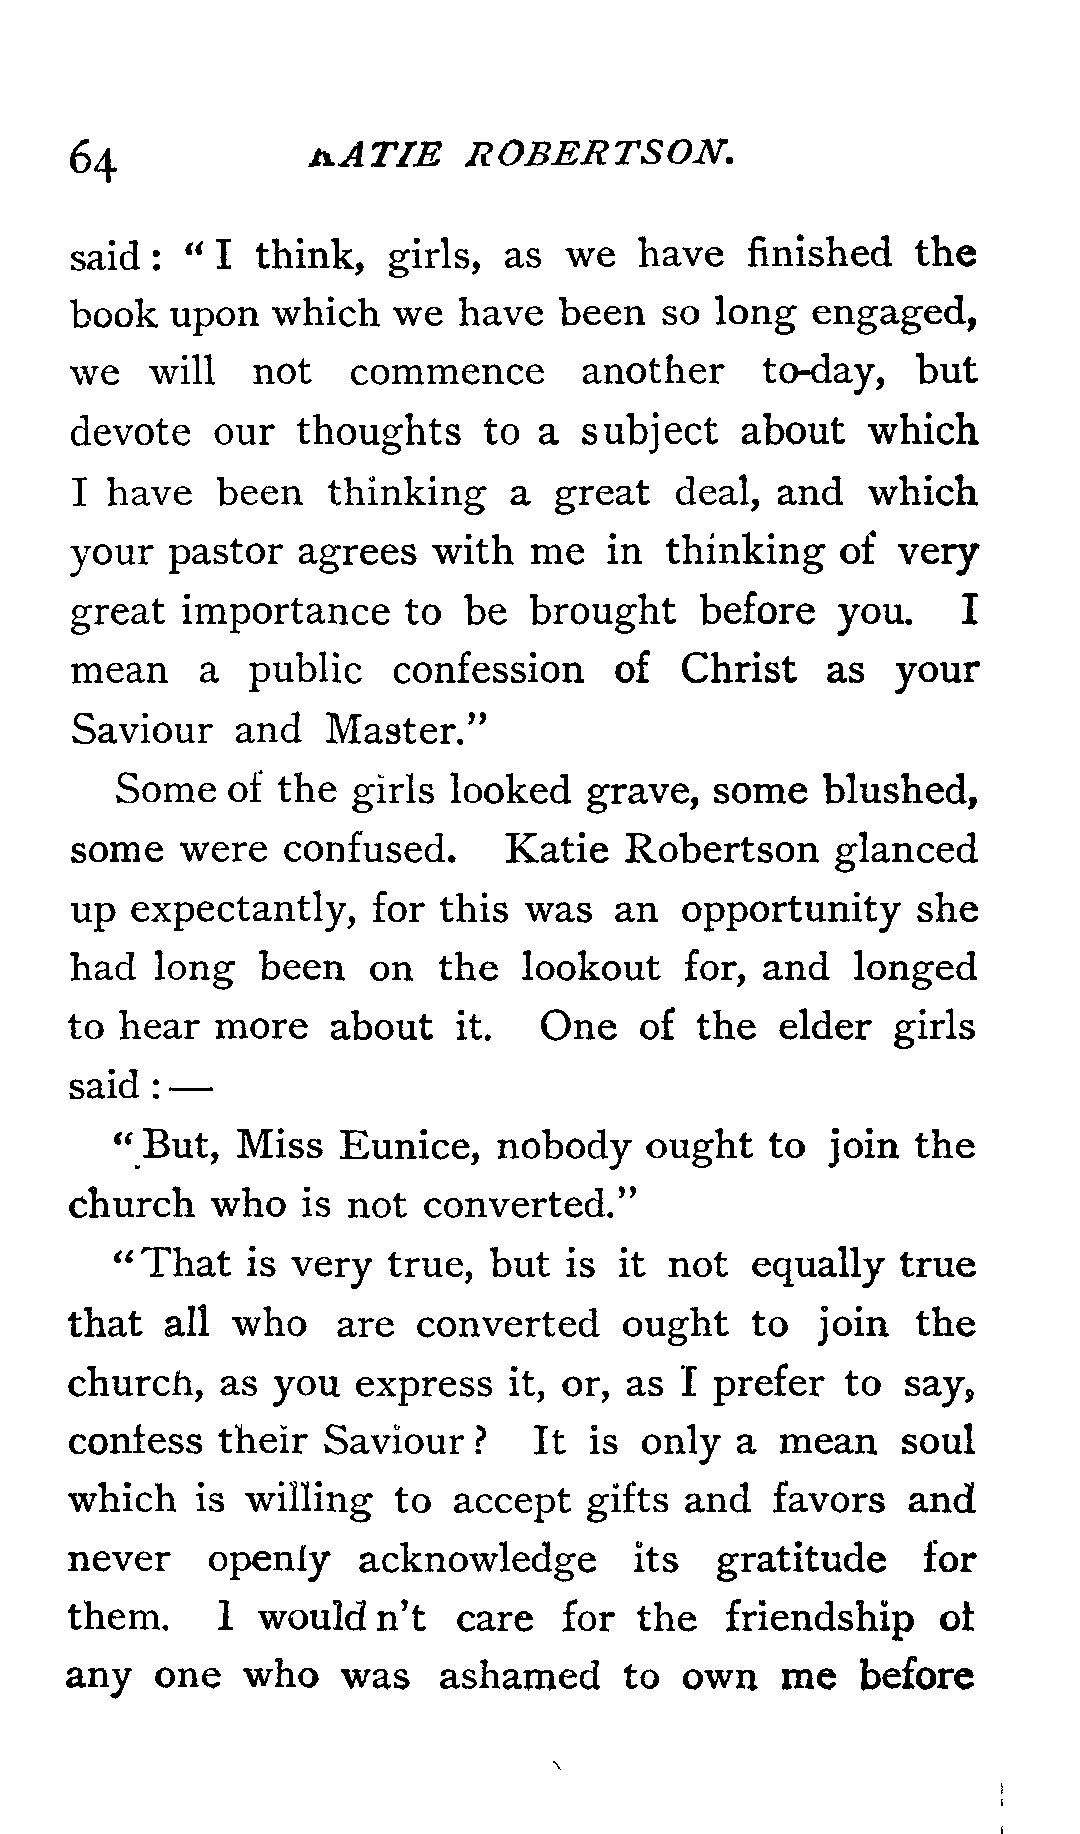 64 KATIE ROBERTSON.
said: "I think, girls, as we have finished the
book upon which we have been so long engaged,
we will not commence another to-day, but
devote our thoughts to a subject about which
I have been thinking a great deal, and which
your pastor agrees with me in thinking of very
great importance to be brought before you. I
mean a public confession of Christ as your
Saviour and Master."
Some of the girls looked grave, some blushed,
some were confused. Katie Robertson glanced
up expectantly, for this was an opportunity she
had long been on the lookout for, and longed
to hear more about it. One of the elder girls
said:—
"But, Miss Eunice, nobody ought to join the
church who is not converted."
"That is very true, but is it not equally true
that all who are converted ought to join the
church, as you express it, or, as I prefer to say,
confess their Saviour? It is only a mean soul
which is willing to accept gifts and favors and
never openly acknowledge its gratitude for
them. I would n't care for the friendship of
any one who was ashamed to own me before